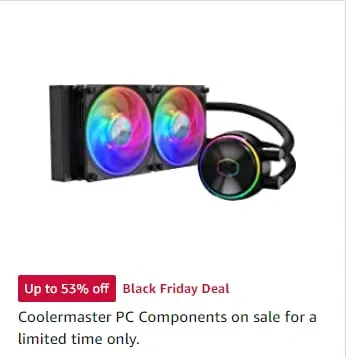 Up to 53% off Black Friday Deal
Coolermaster PC Components on sale for a
limited time only.